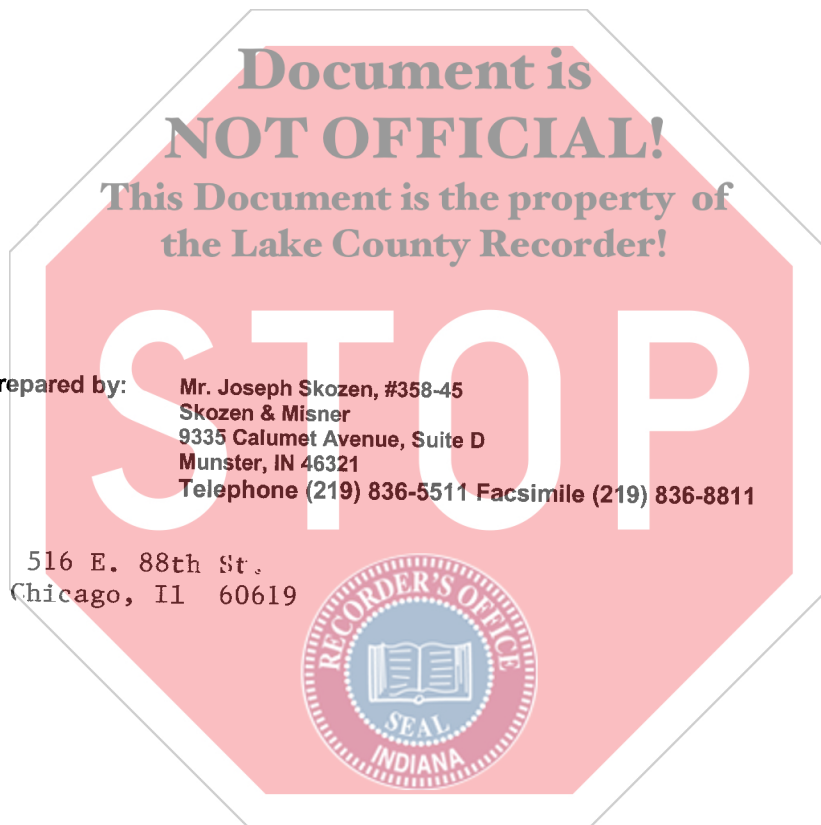 Document is
NOT OFFICIAL!
This Document is the property of
the Lake County Recorder!
STOP
repared by: Mr. Joseph Skozen, #358-45
Skozen & Misner
9335 Calumet Avenue, Suite D
Munster, IN 46321
Telephone (219) 836-5511 Facsimile (219) 836-8811
516 E. 88th St.
Chicago, Il 60619
RECORDER'S OFFICE
SEAL
INDIANA